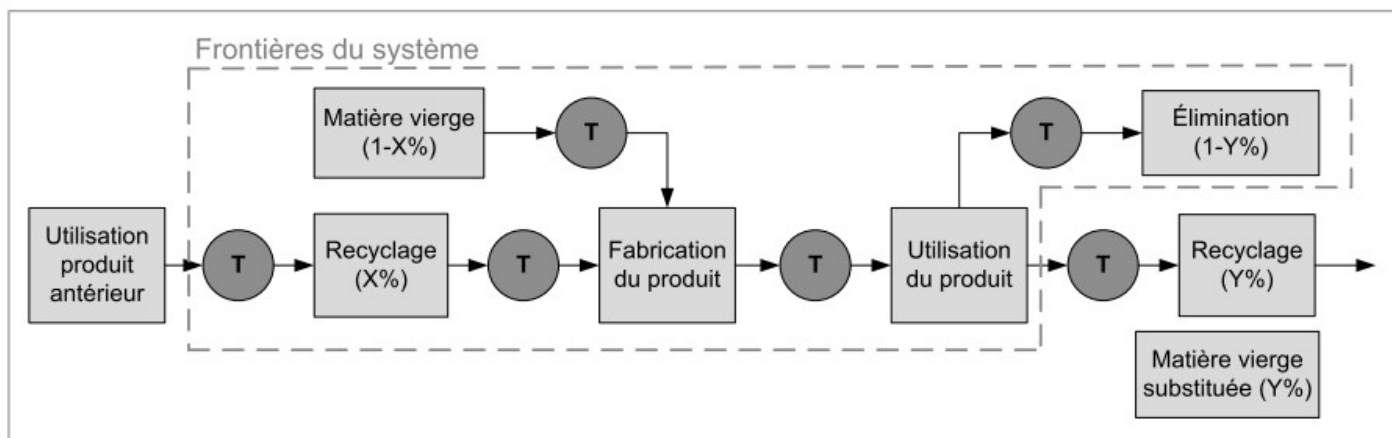 Frontières du système
Matière vierge
(1-X%)
T
T
Élimination
(1-Y%)
Utilisation
produit
antérieur
T
Recyclage
(X%)
T
Fabrication
du produit
T
Utilisation
du produit
T
Recyclage
(Y%)
Matière vierge
substituée (Y%)